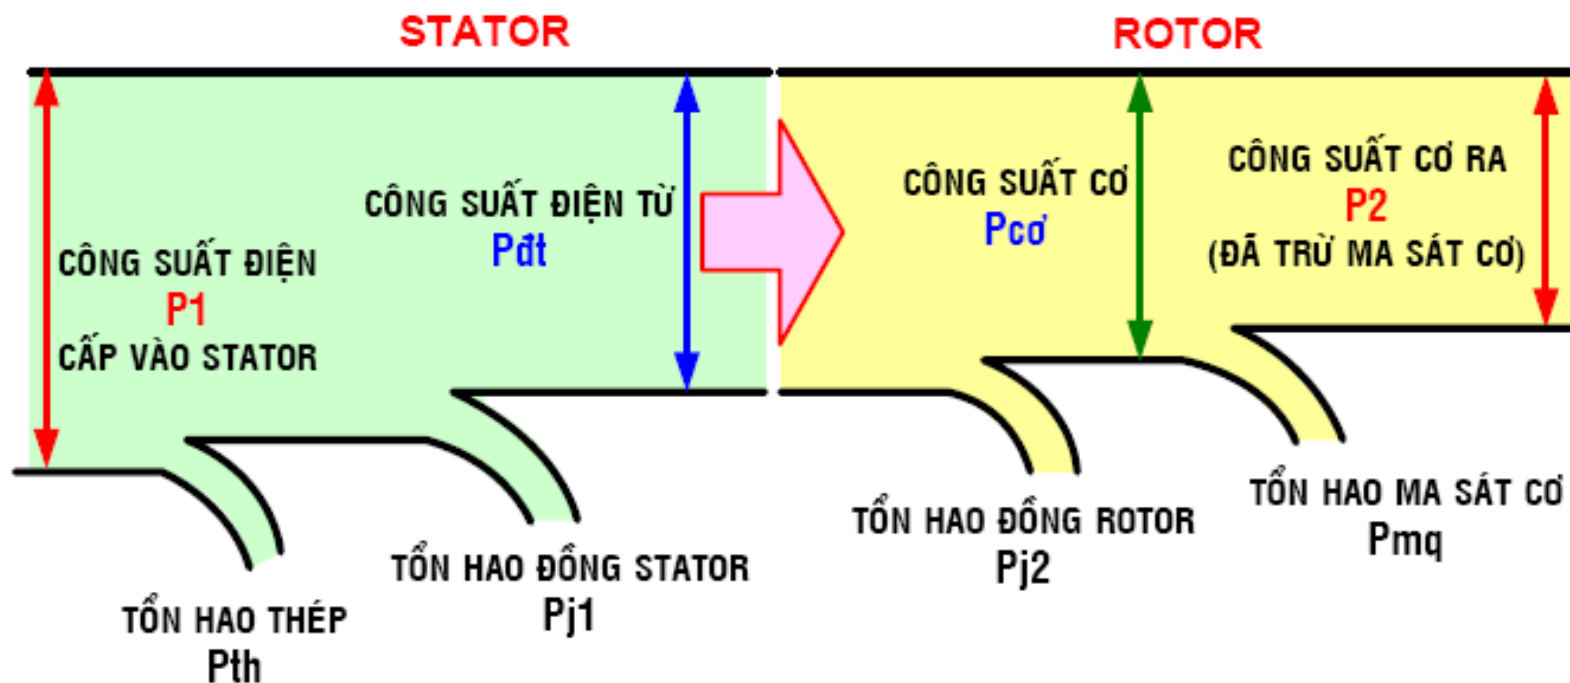 STATOR
ROTOR
CÔNG SUẤT ĐIỆN
P1
CẤP VÀO STATOR
CÔNG SUẤT ĐIỆN TỪ
Pđt
CÔNG SUẤT CƠ
Pcơ
CÔNG SUẤT CƠ RA
P2
(ĐÃ TRỪ MA SÁT CƠ)
TỔN HAO THÉP
Pth
TỔN HAO ĐỒNG STATOR
Pj1
TỔN HAO ĐỒNG ROTOR
Pj2
TỔN HAO MA SÁT CƠ
Pmq